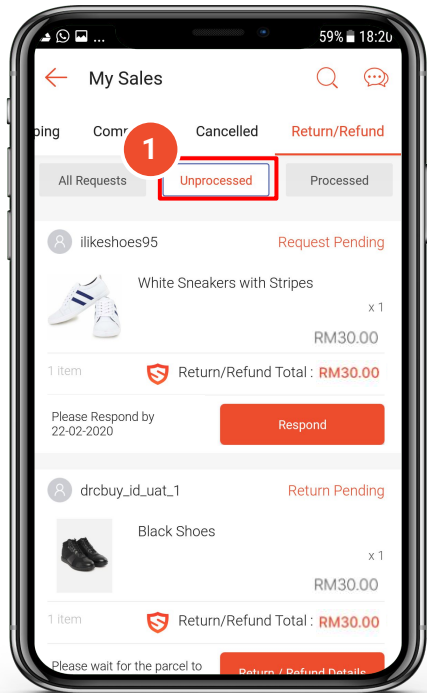 ... 59% 18:20
My Sales
ping Com Cancelled Return/Refund
1
All Requests Unprocessed Processed
ilikeshoes95 Request Pending
White Sneakers with Stripes
x 1
RM30.00
1 item Return/Refund Total : RM30.00
Please Respond by
22-02-2020
Respond
drcbuy_id_uat_1 Return Pending
Black Shoes
x 1
RM30.00
1 item S Return/Refund Total : RM30.00
Please wait for the parcel to
Return / Refund Details